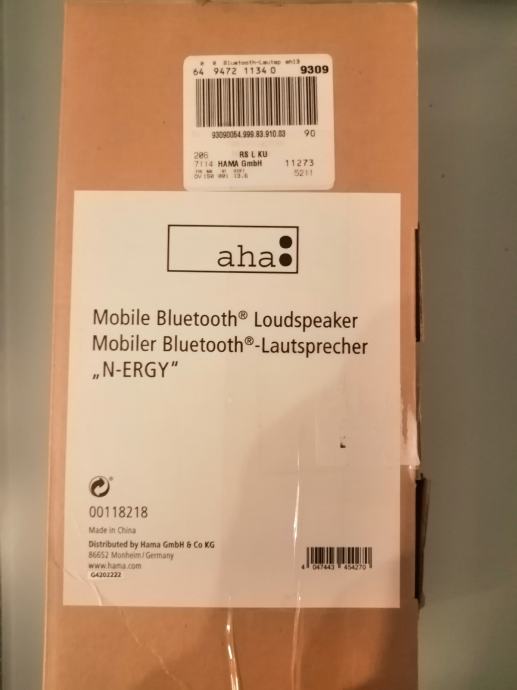 0 0 Bluetooth-Lautsp
64 9472 1134 0 9309
93090054.999.83.910.03 90
206 RS L KU
7114 HAMA GmbH 11273
5211
aha:
Mobile Bluetooth® Loudspeaker
Mobiler Bluetooth®-Lautsprecher
„N-ERGY“
00118218
Made in China
Distributed by Hama GmbH & Co KG
86652 Monheim/Germany
www.hama.com
G4202222
4 047443 454270